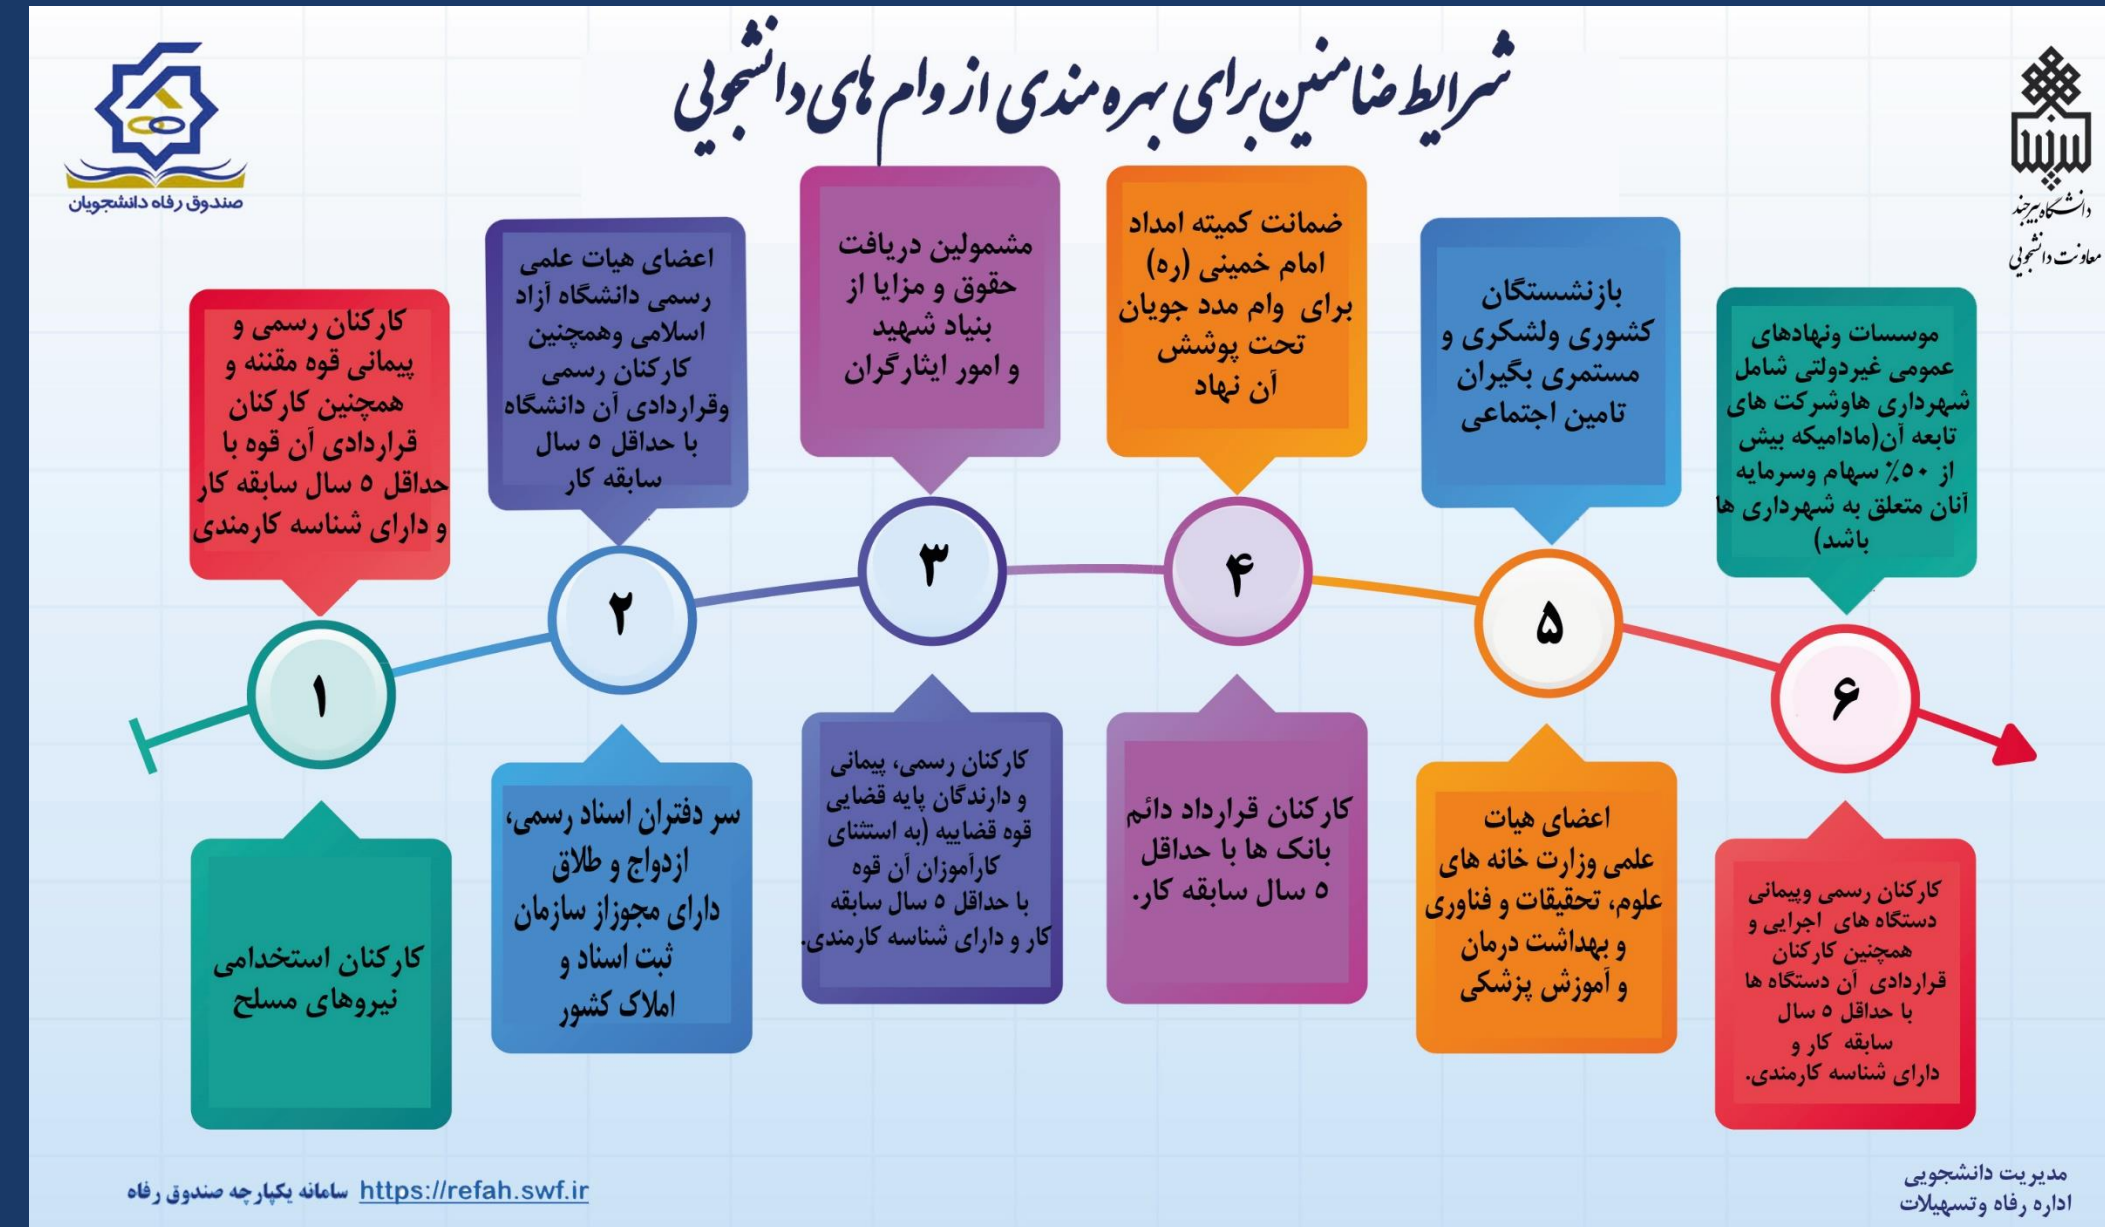 شرایط ضامنین برای بهره مندی از وام های دانشجویی
صندوق رفاه دانشجویان
دانشگاه بیرجند
معاونت دانشجویی
کارکنان رسمی و
پیمانی قوه مقننه و
همچنین کارکنان
قراردادی آن قوه با
حداقل ۵ سال سابقه کار
و دارای شناسه کارمندی
اعضای هیات علمی
رسمی دانشگاه آزاد
اسلامی وهمچنین
کارکنان رسمی
وقراردادی آن دانشگاه
با حداقل ۵ سال
سابقه کار
مشمولین دریافت
حقوق و مزایا از
بنیاد شهید
و امور ایثارگران
ضمانت کمیته امداد
امام خمینی (ره)
برای وام مدد جویان
تحت پوشش
آن نهاد
بازنشستگان
کشوری ولشکری و
مستمری بگیران
تامین اجتماعی
موسسات ونهادهای
عمومی غیردولتی شامل
شهرداری هاوشرکت های
تابعه آن(مادامیکه بیش
از ۵۰٪ سهام وسرمایه
آنان متعلق به شهرداری ها
باشد)
۱
۲
۳
۴
۵
۶
کارکنان استخدامی
نیروهای مسلح
سر دفتران اسناد رسمی،
ازدواج و طلاق
دارای مجوزاز سازمان
ثبت اسناد و
املاک کشور
کارکنان رسمی، پیمانی
و دارندگان پایه قضایی
قوه قضاییه (به استثنای
کارآموزان آن قوه
با حداقل ۵ سال سابقه
کار و دارای شناسه کارمندی.
کارکنان قرارداد دائم
بانک ها با حداقل
۵ سال سابقه کار.
اعضای هیات
علمی وزارت خانه های
علوم، تحقیقات و فناوری
و بهداشت درمان
و آموزش پزشکی
کارکنان رسمی وپیمانی
دستگاه های اجرایی و
همچنین کارکنان
قراردادی آن دستگاه ها
با حداقل ۵ سال
سابقه کار و
دارای شناسه کارمندی.
سامانه یکپارچه صندوق رفاه https://refah.swf.ir
مدیریت دانشجویی
اداره رفاه وتسهیلات